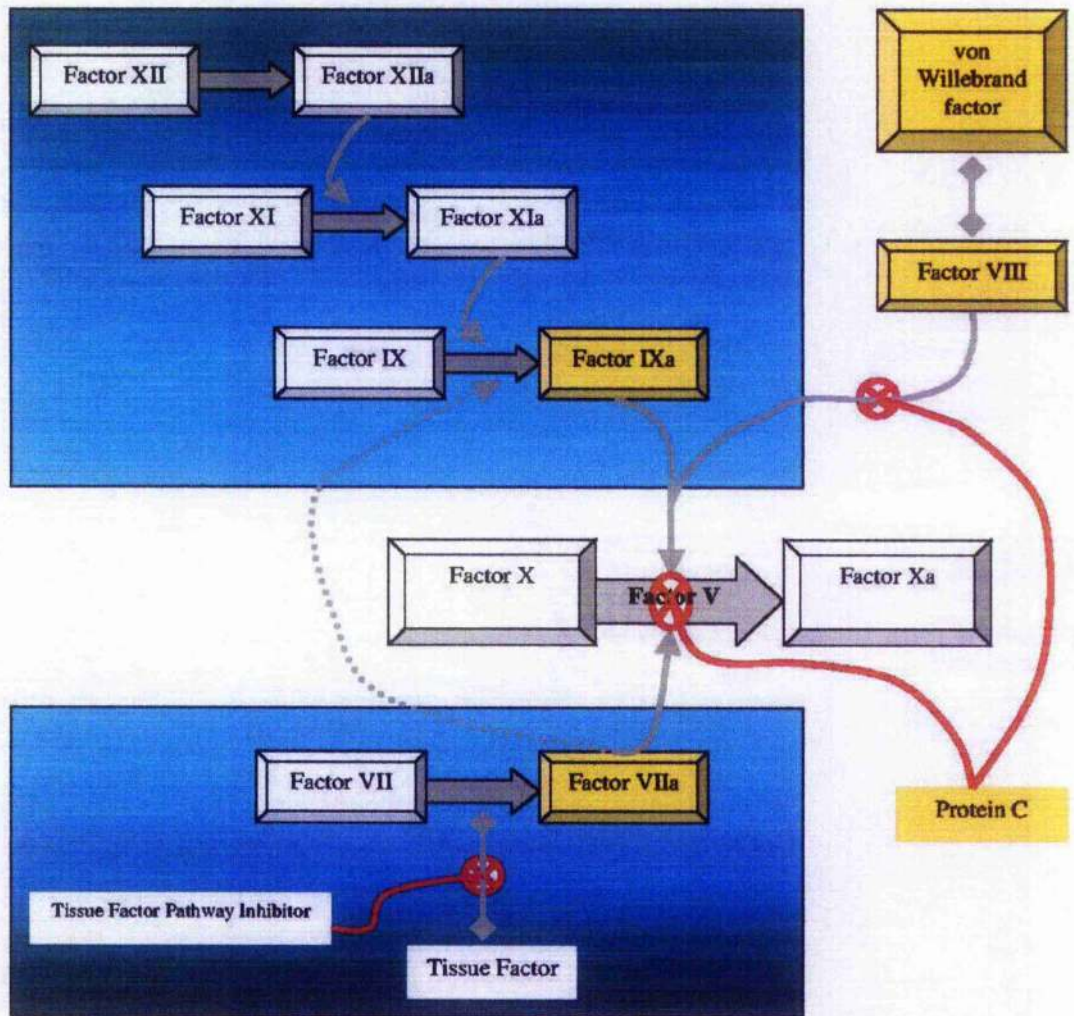 Factor XII
Factor XIIa
von
Willebrand
factor
Factor XI
Factor XIa
Factor VIII
Factor IX
Factor IXa
Factor X
Factor V
Factor Xa
Factor VII
Factor VIIa
Protein C
Tissue Factor Pathway Inhibitor
Tissue Factor